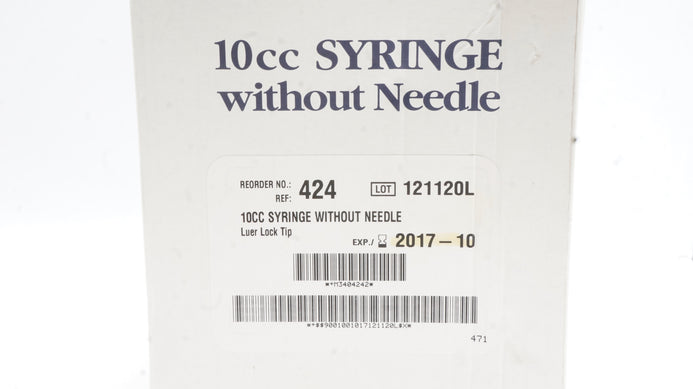 10cc SYRINGE
without Needle
REORDER NO.: 424 LOT 121120L
REF:
10CC SYRINGE WITHOUT NEEDLE
Luer Lock Tip
EXP./ 2017-10
*+M3404242*
*+$$9001001017121120L#X*
471